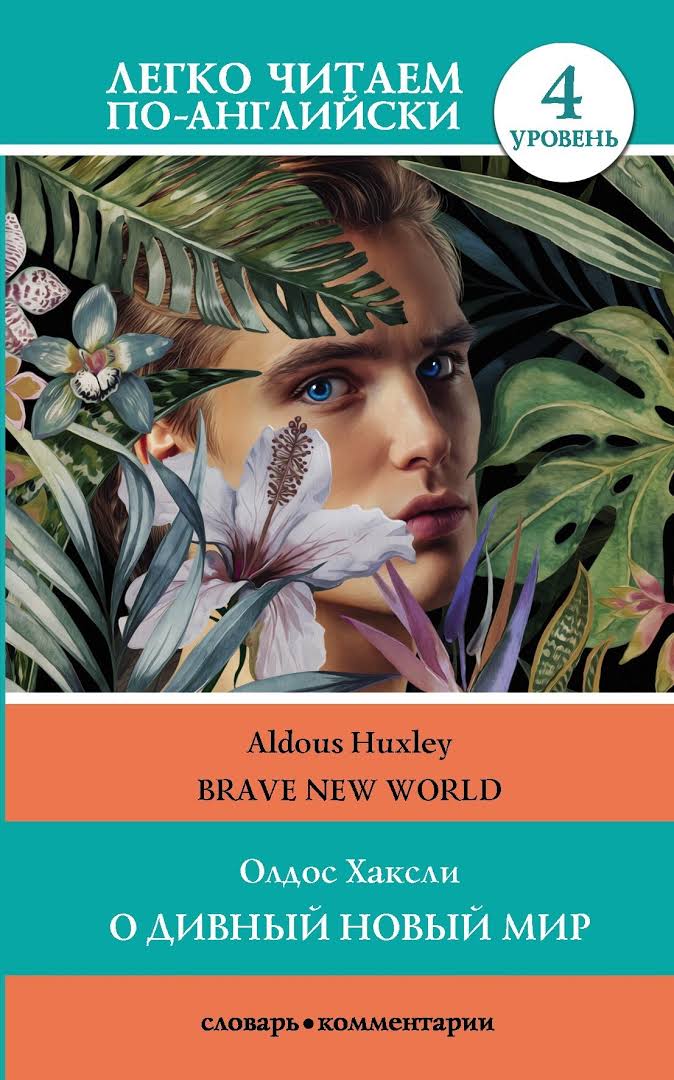 ЛЕГКО ЧИТАЕМ
ПО-АНГЛИЙСКИ
4
УРОВЕНЬ
Aldous Huxley
BRAVE NEW WORLD
Олдос Хаксли
О ДИВНЫЙ НОВЫЙ МИР
словарь•комментарии